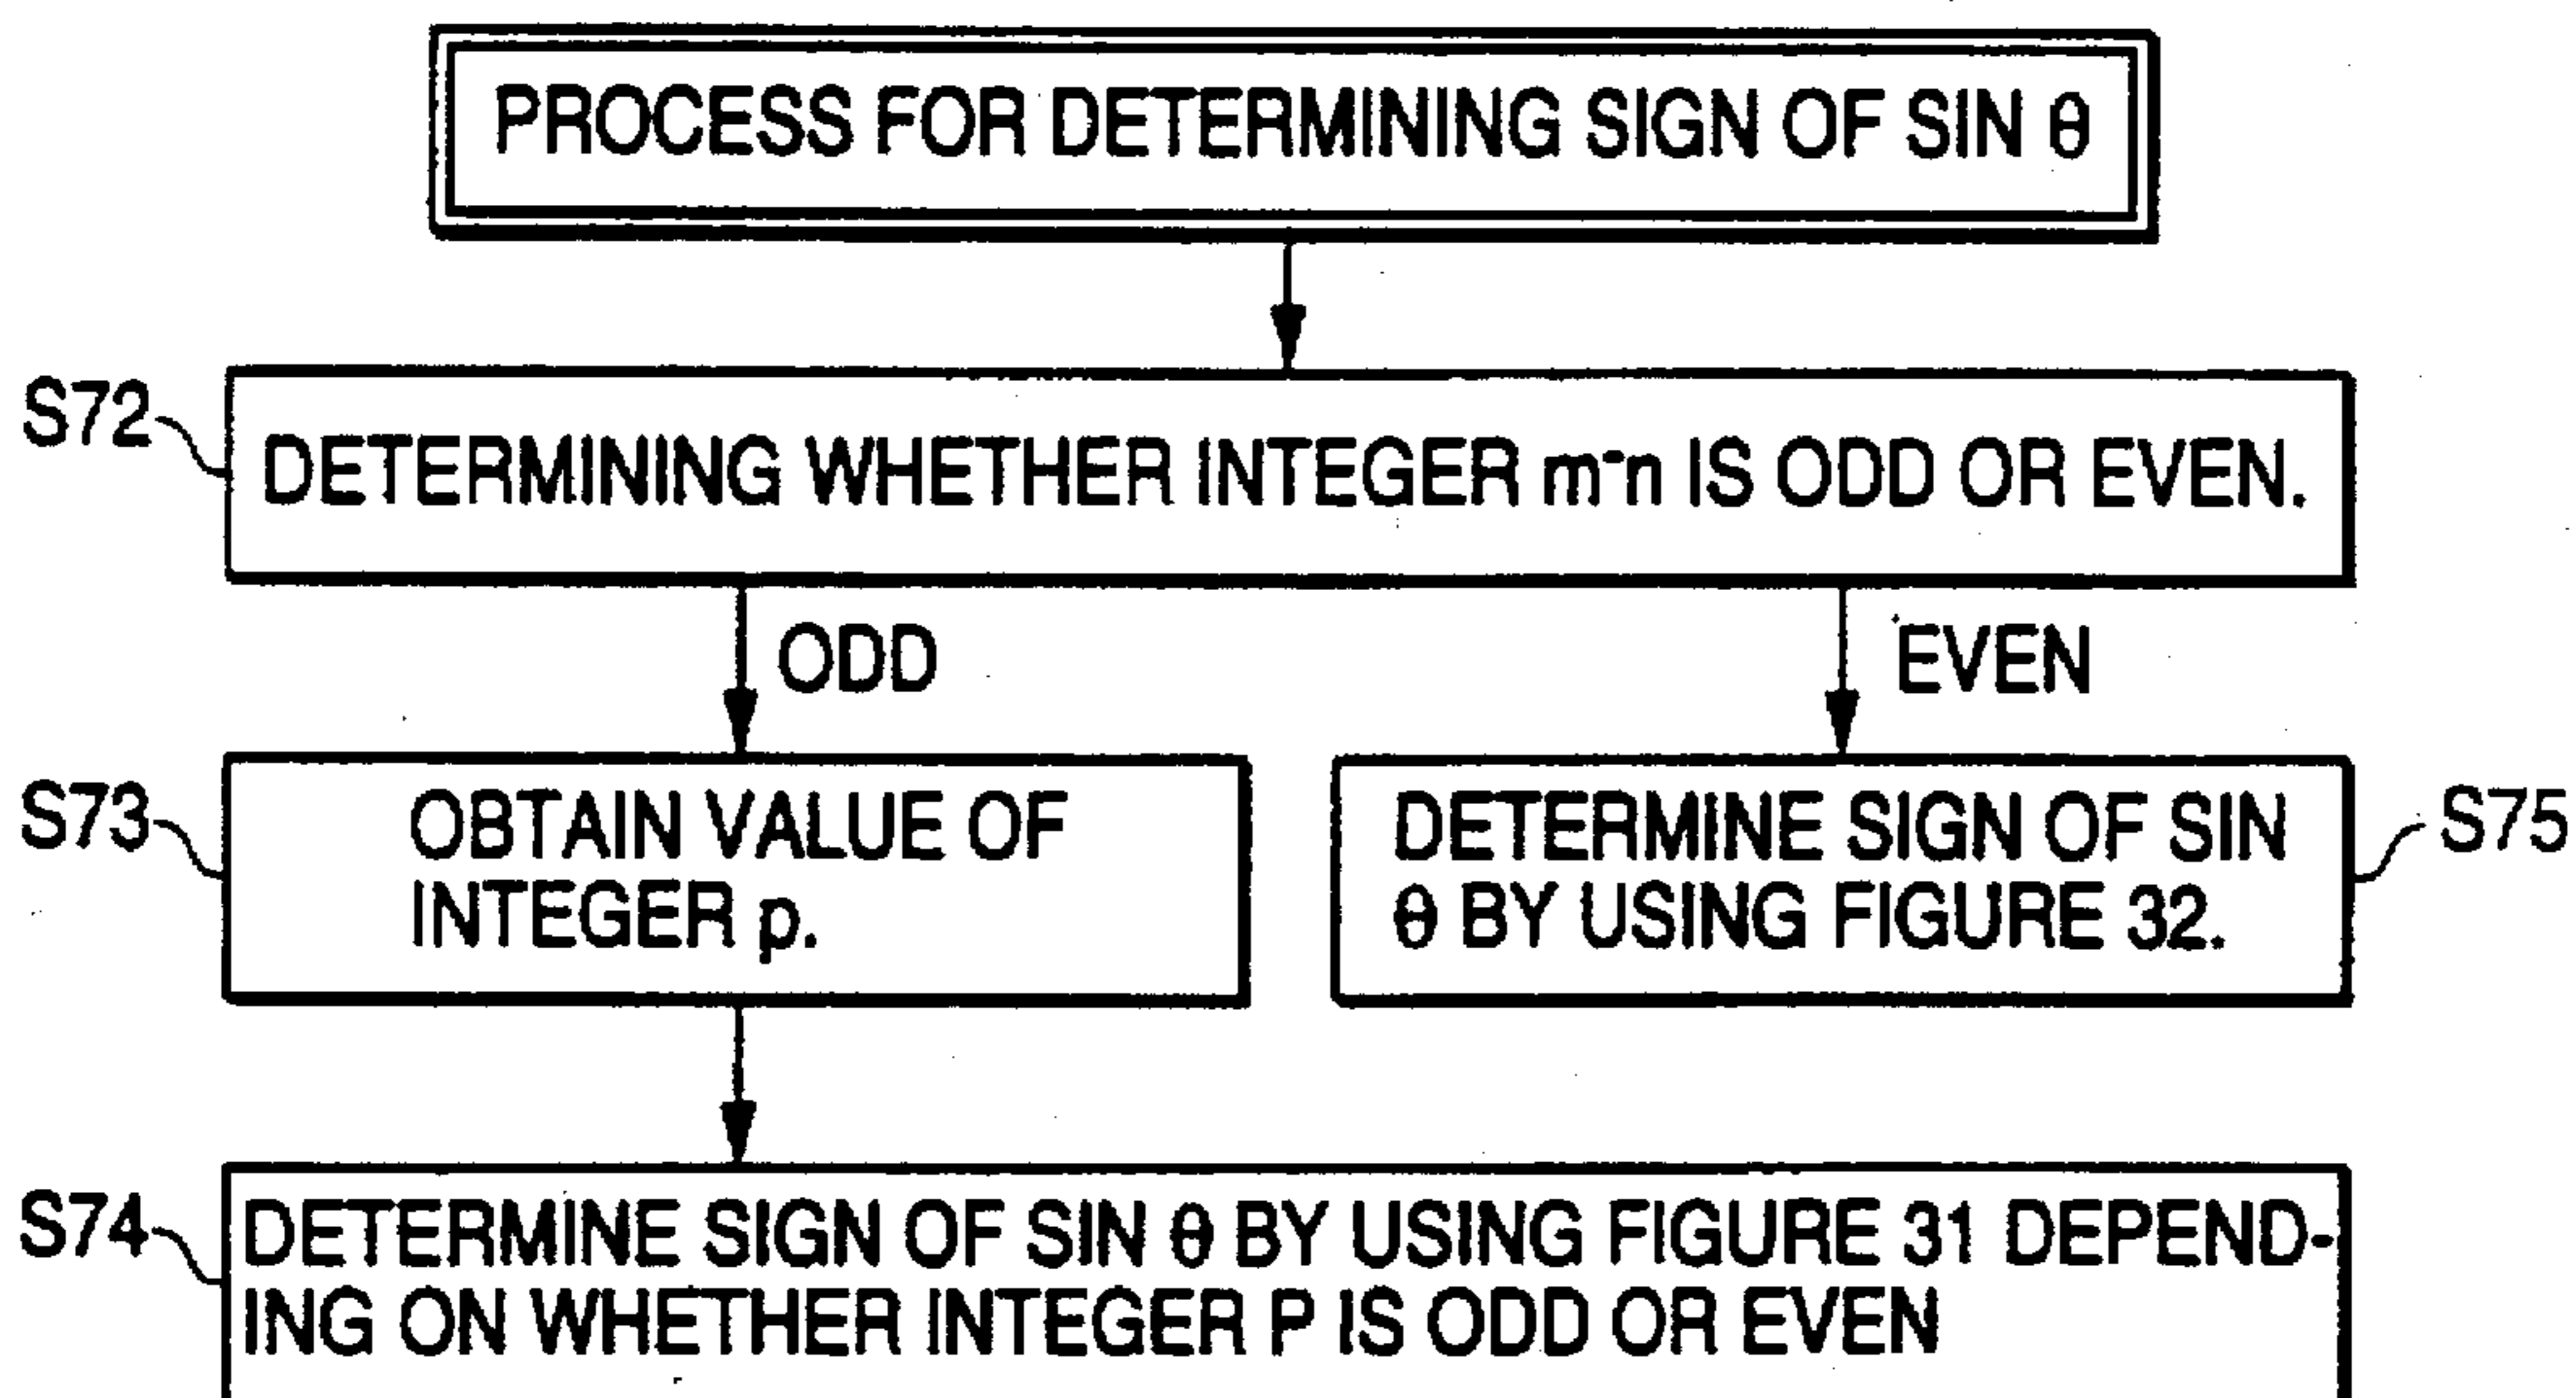 PROCESS FOR DETERMINING SIGN OF SIN θ
S72
DETERMINING WHETHER INTEGER m-n IS ODD OR EVEN.
ODD
EVEN
S73
OBTAIN VALUE OF
INTEGER p.
DETERMINE SIGN OF SIN
θ BY USING FIGURE 32.
S75
S74
DETERMINE SIGN OF SIN θ BY USING FIGURE 31 DEPEND-
ING ON WHETHER INTEGER P IS ODD OR EVEN